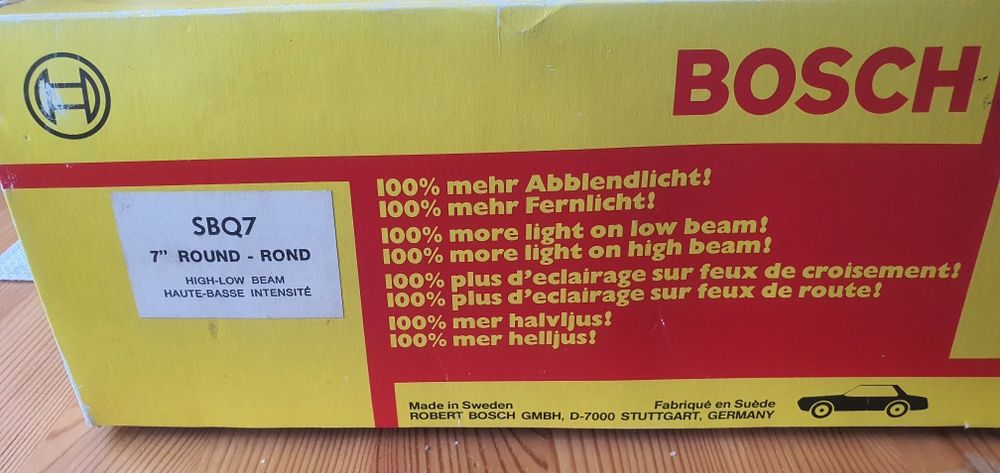 BOSCH
SBQ7
7" ROUND - ROND
HIGH-LOW BEAM
HAUTE-BASSE INTENSITÉ
100% mehr Abblendlicht!
100% mehr Fernlicht!
100% more light on low beam!
100% more light on high beam!
100% plus d'eclairage sur feux de croisement!
100% plus d'eclairage sur feux de route!
100% mer halvljus!
100% mer helljus!
Made in Sweden Fabriqué en Suède
ROBERT BOSCH GMBH, D-7000 STUTTGART, GERMANY